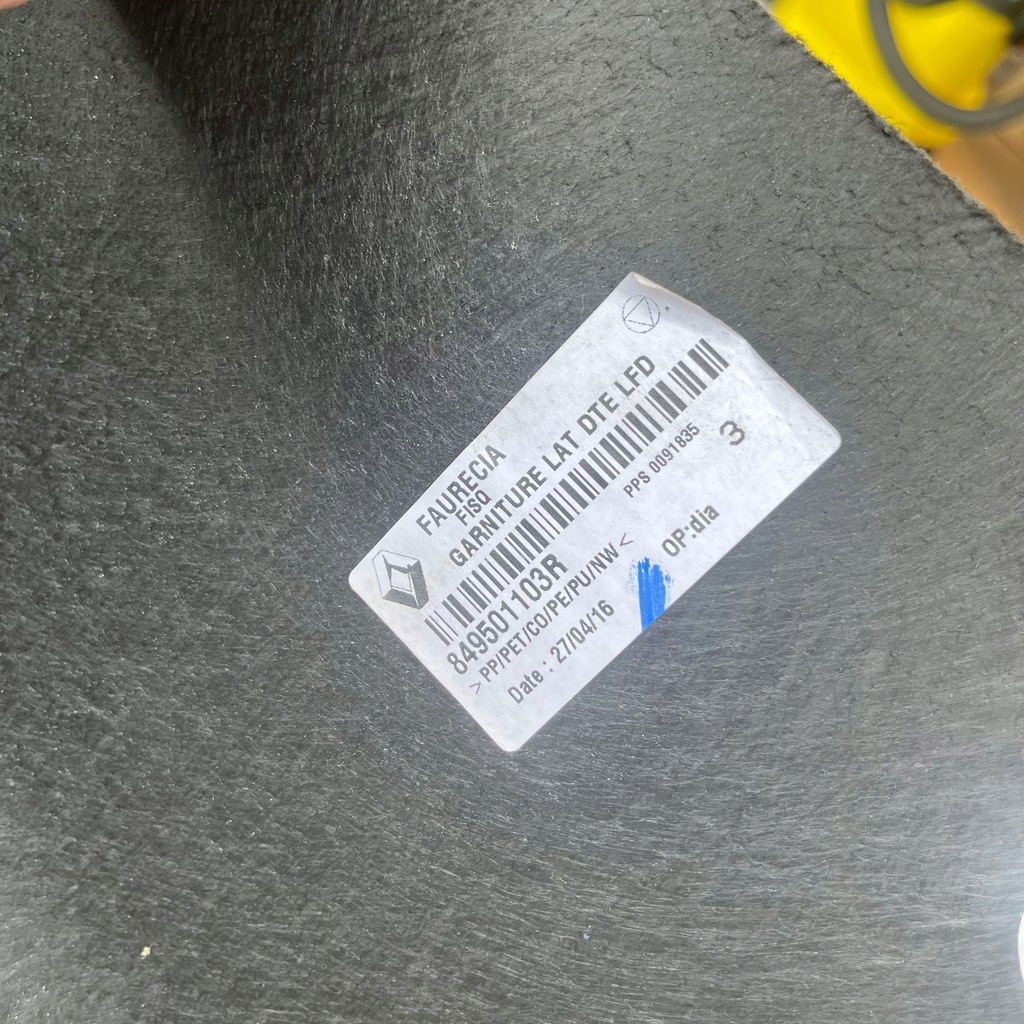 FAURECIA
FISQ
GARNITURE LAT DTE LFD
849501103R
PPS 0091835
3
>PP/PET/CO/PE/PU/NW<
Date : 27/04/16
OP:dia